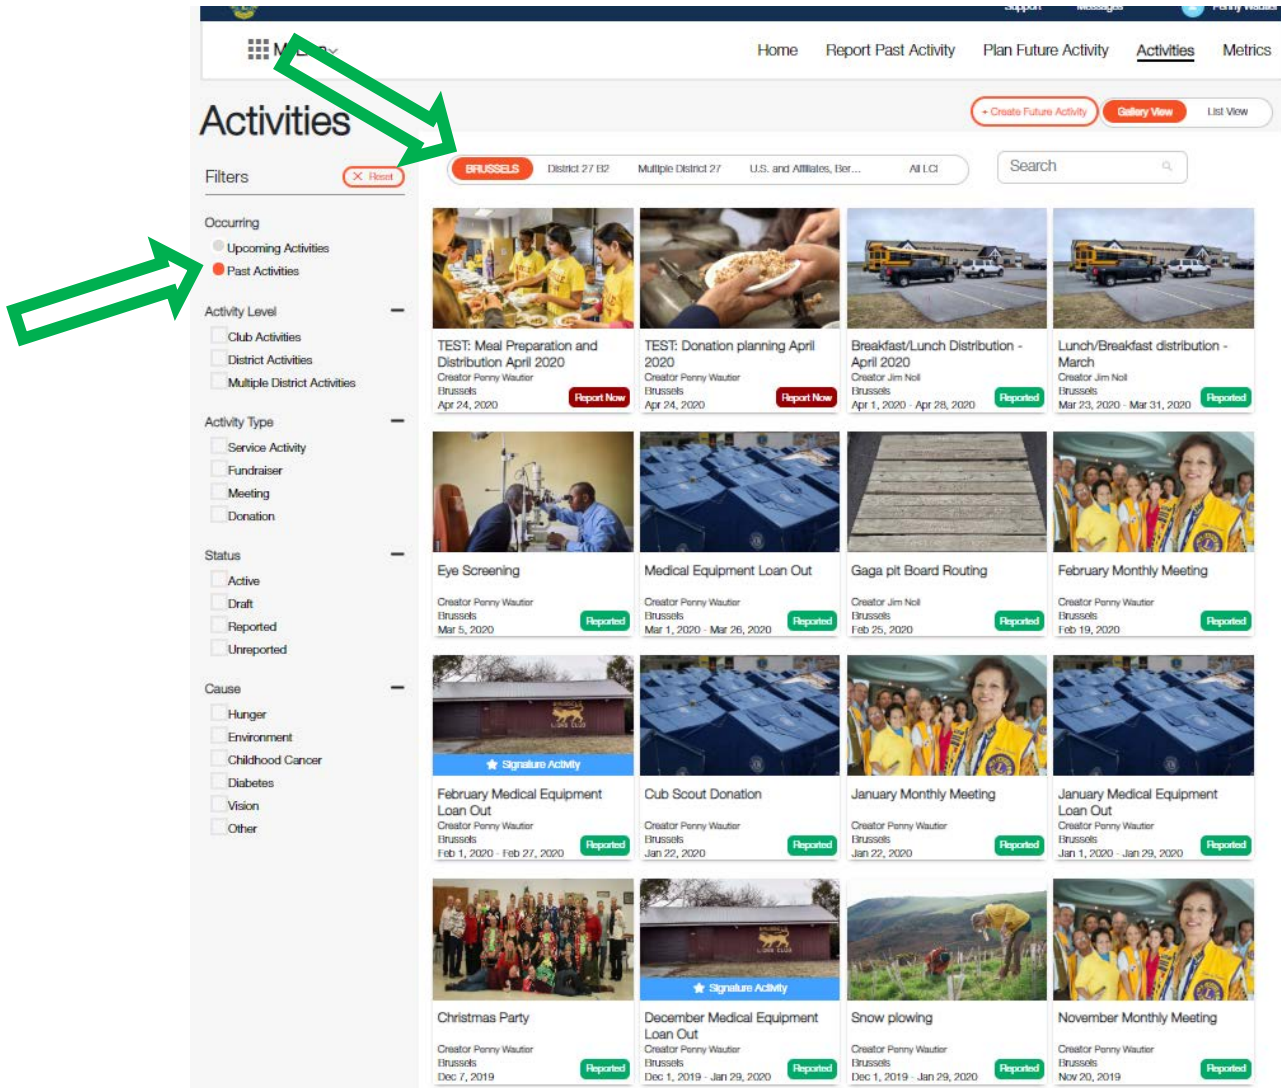 Support Messages Penny Wautier
Home Report Past Activity Plan Future Activity Activities Metrics
Activities
+ Create Future Activity Gallery View List View
Filters
X Reset
BRUSSELS District 27 B2 Multiple District 27 U.S. and Affiliates, Ber... All LCI
Search
Occurring
Upcoming Activities
Past Activities
Activity Level
Club Activities
District Activities
Multiple District Activities
Activity Type
Service Activity
Fundraiser
Meeting
Donation
Status
Active
Draft
Reported
Unreported
Cause
Hunger
Environment
Childhood Cancer
Diabetes
Vision
Other
TEST: Meal Preparation and
Distribution April 2020
Creator Penny Wautier
Brussels
Apr 24, 2020
Report Now
TEST: Donation planning April
2020
Creator Penny Wautier
Brussels
Apr 24, 2020
Report Now
Breakfast/Lunch Distribution -
April 2020
Creator Jim Noll
Brussels
Apr 1, 2020 - Apr 28, 2020
Reported
Lunch/Breakfast distribution -
March
Creator Jim Noll
Brussels
Mar 23, 2020 - Mar 31, 2020
Reported
Eye Screening
Creator Penny Wautier
Brussels
Mar 5, 2020
Reported
Medical Equipment Loan Out
Creator Penny Wautier
Brussels
Mar 1, 2020 - Mar 26, 2020
Reported
Gaga pit Board Routing
Creator Jim Noll
Brussels
Feb 25, 2020
Reported
February Monthly Meeting
Creator Penny Wautier
Brussels
Feb 19, 2020
Reported
BRUSSELS
LIONS CLUB
Signature Activity
February Medical Equipment
Loan Out
Creator Penny Wautier
Brussels
Feb 1, 2020 - Feb 27, 2020
Reported
Cub Scout Donation
Creator Penny Wautier
Brussels
Jan 22, 2020
Reported
January Monthly Meeting
Creator Penny Wautier
Brussels
Jan 22, 2020
Reported
January Medical Equipment
Loan Out
Creator Penny Wautier
Brussels
Jan 1, 2020 - Jan 29, 2020
Reported
Christmas Party
Creator Penny Wautier
Brussels
Dec 7, 2019
Reported
BRUSSELS
LIONS CLUB
Signature Activity
December Medical Equipment
Loan Out
Creator Penny Wautier
Brussels
Dec 1, 2019 - Jan 29, 2020
Reported
Snow plowing
Creator Penny Wautier
Brussels
Dec 1, 2019 - Jan 29, 2020
Reported
November Monthly Meeting
Creator Penny Wautier
Brussels
Nov 20, 2019
Reported